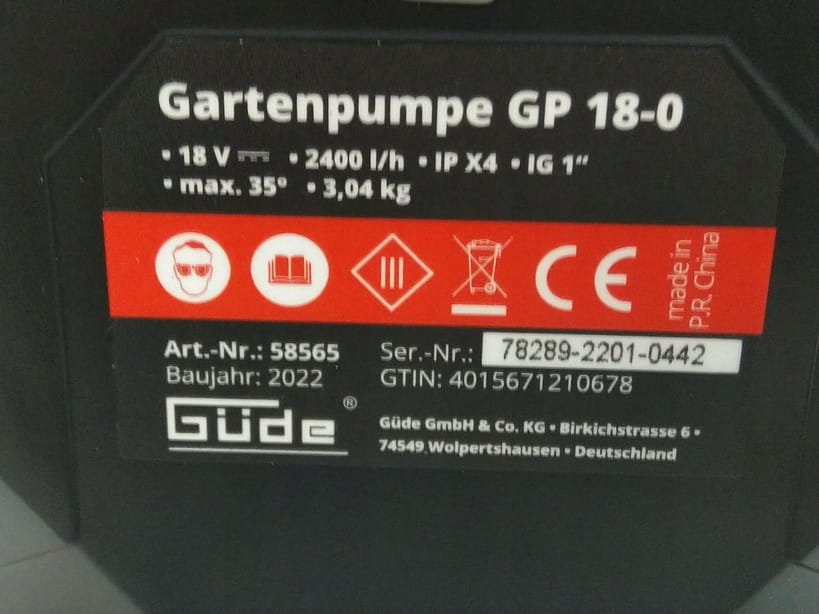 Gartenpumpe GP 18-0
• 18 V ⎓ • 2400 l/h • IP X4 • IG 1“
• max. 35° • 3,04 kg
III
CE
made in
P.R. China
Art.-Nr.: 58565
Ser.-Nr.: 78289-2201-0442
Baujahr: 2022
GTIN: 4015671210678
Güde ®
Güde GmbH & Co. KG • Birkichstrasse 6 •
74549 Wolpertshausen • Deutschland